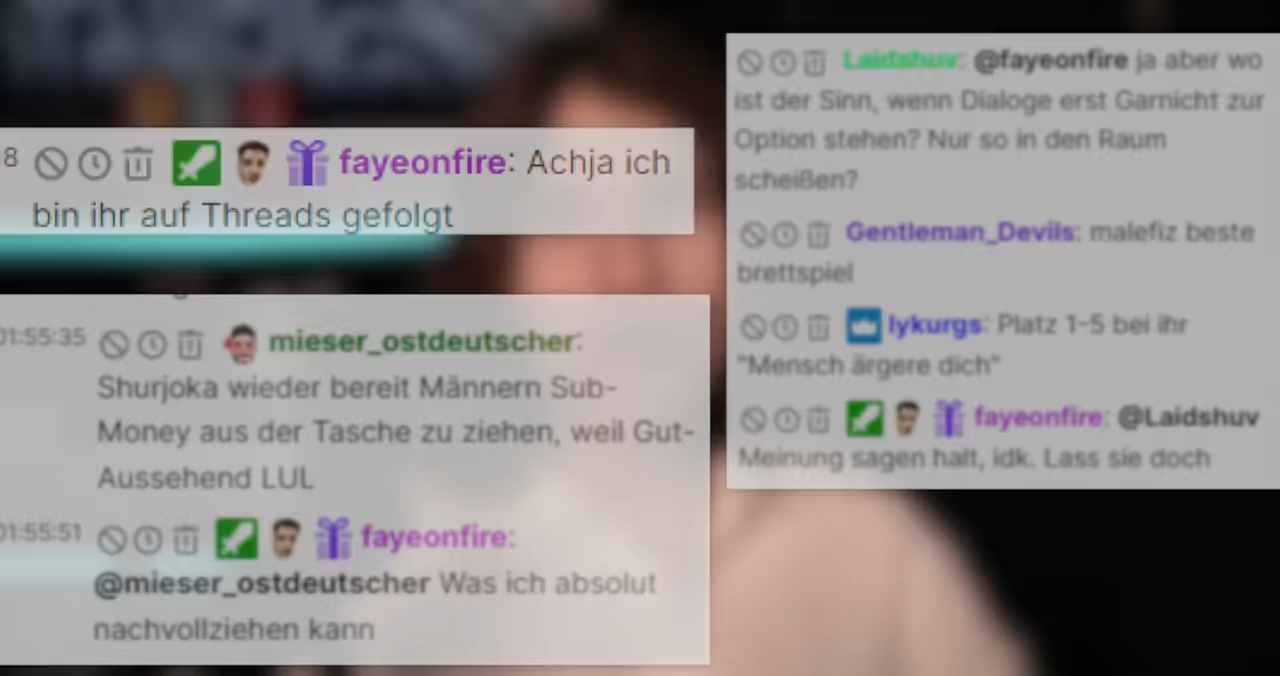 8 fayeonfire: Achja ich
bin ihr auf Threads gefolgt
01:55:35 mieser_ostdeutscher:
Shurjoka wieder bereit Männern Sub-
Money aus der Tasche zu ziehen, weil Gut-
Aussehend LUL
01:55:51 fayeonfire:
@mieser_ostdeutscher Was ich absolut
nachvollziehen kann
Laidshuv: @fayeonfire ja aber wo
ist der Sinn, wenn Dialoge erst Garnicht zur
Option stehen? Nur so in den Raum
scheißen?
Gentleman_Devils: malefiz beste
brettspiel
lykurgs: Platz 1-5 bei ihr
"Mensch ärgere dich"
fayeonfire: @Laidshuv
Meinung sagen halt, idk. Lass sie doch